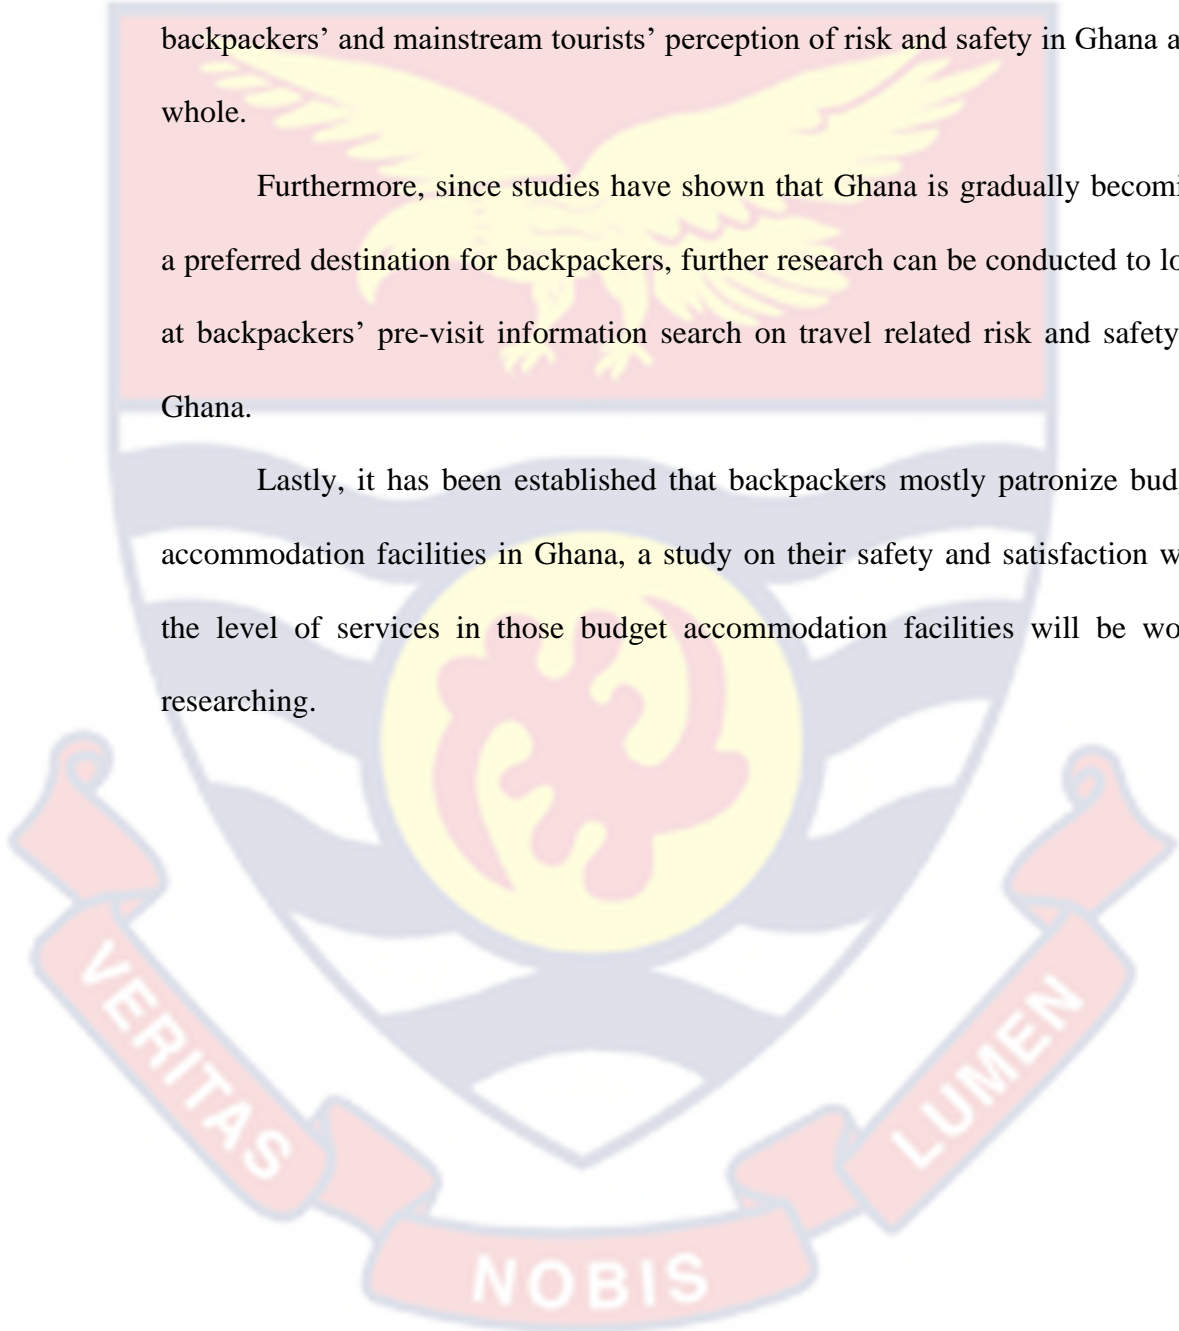 backpackers’ and mainstream tourists’ perception of risk and safety in Ghana a
whole.
Furthermore, since studies have shown that Ghana is gradually becomi
a preferred destination for backpackers, further research can be conducted to lo
at backpackers’ pre-visit information search on travel related risk and safety
Ghana.
Lastly, it has been established that backpackers mostly patronize bud
accommodation facilities in Ghana, a study on their safety and satisfaction w
the level of services in those budget accommodation facilities will be wo
researching.
VERITAS
NOBIS
LUMEN